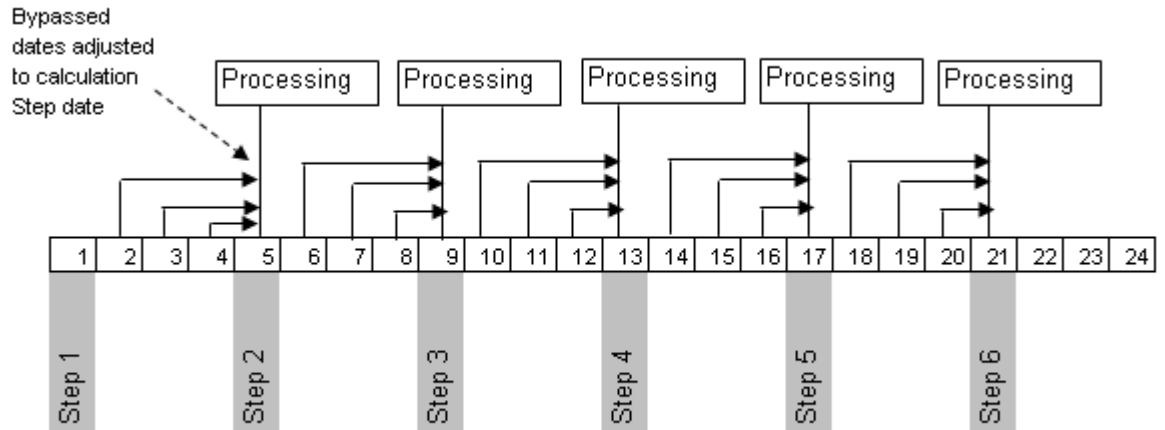 Bypassed
dates adjusted
to calculation
Step date
Processing Processing Processing Processing Processing
1 2 3 4 5 6 7 8 9 10 11 12 13 14 15 16 17 18 19 20 21 22 23 24
Step 1
Step 2
Step 3
Step 4
Step 5
Step 6